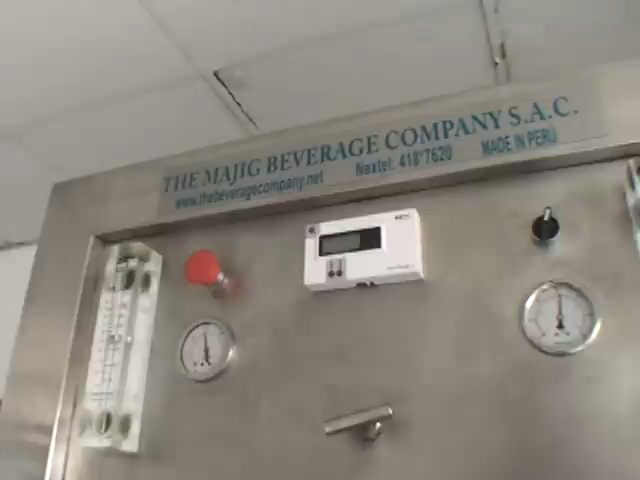 THE MAJIG BEVERAGE COMPANY S.A.C.
www.thebeveragecompany.net Nextel: 418*7620 MADE IN PERU